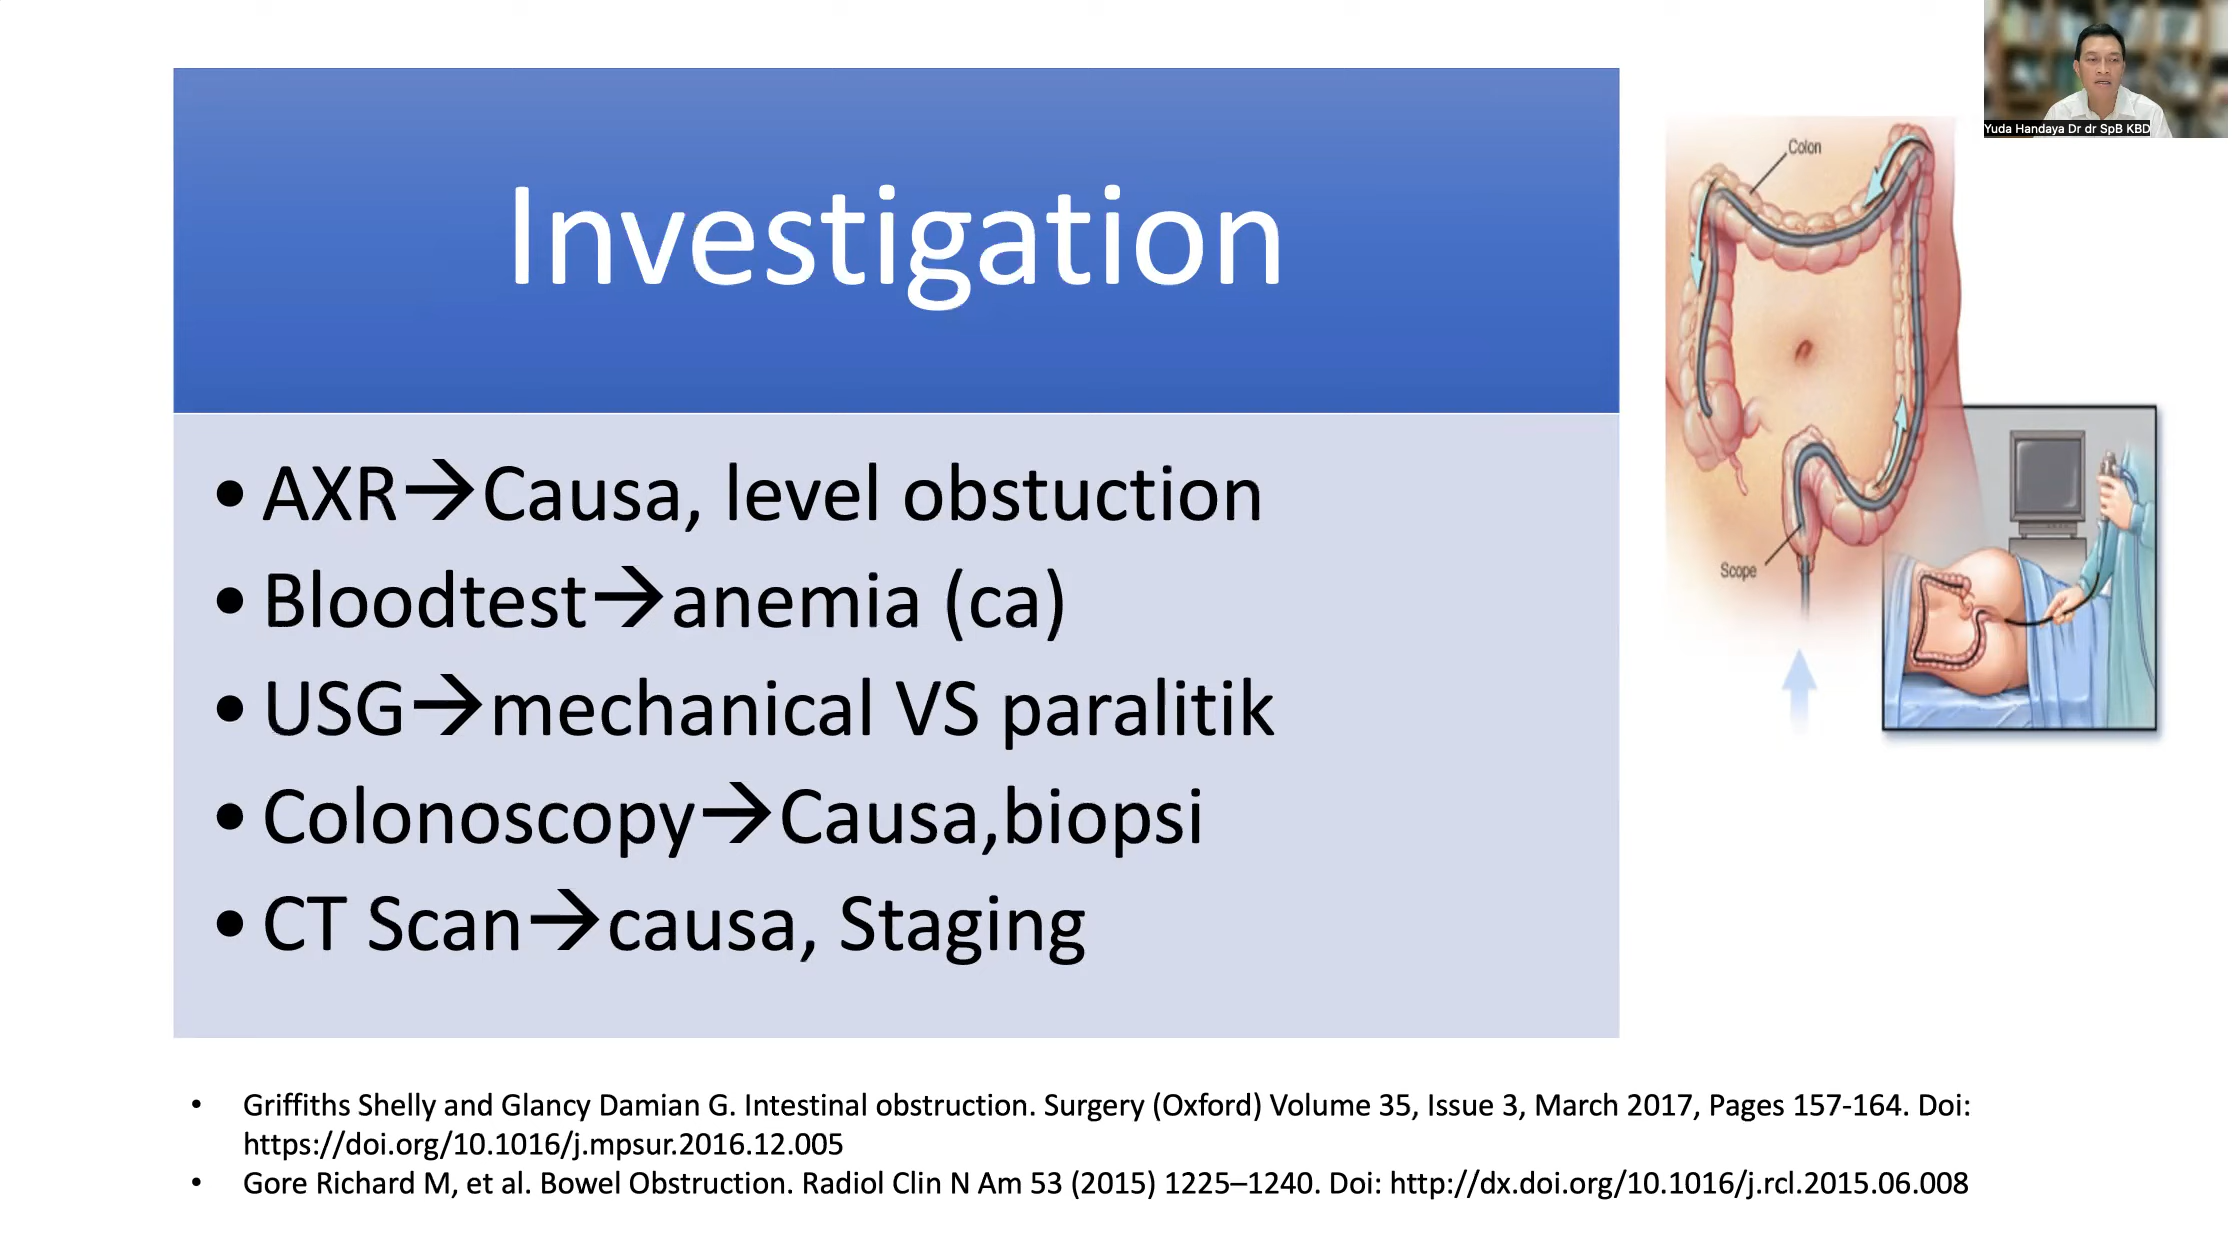 Yuda Handaya Dr dr SpB KBD
Investigation
• AXR→Causa, level obstuction
• Bloodtest→anemia (ca)
• USG→mechanical VS paralitik
• Colonoscopy→Causa,biopsi
• CT Scan→causa, Staging
Colon
Scope
• Griffiths Shelly and Glancy Damian G. Intestinal obstruction. Surgery (Oxford) Volume 35, Issue 3, March 2017, Pages 157-164. Doi:
https://doi.org/10.1016/j.mpsur.2016.12.005
• Gore Richard M, et al. Bowel Obstruction. Radiol Clin N Am 53 (2015) 1225–1240. Doi: http://dx.doi.org/10.1016/j.rcl.2015.06.008